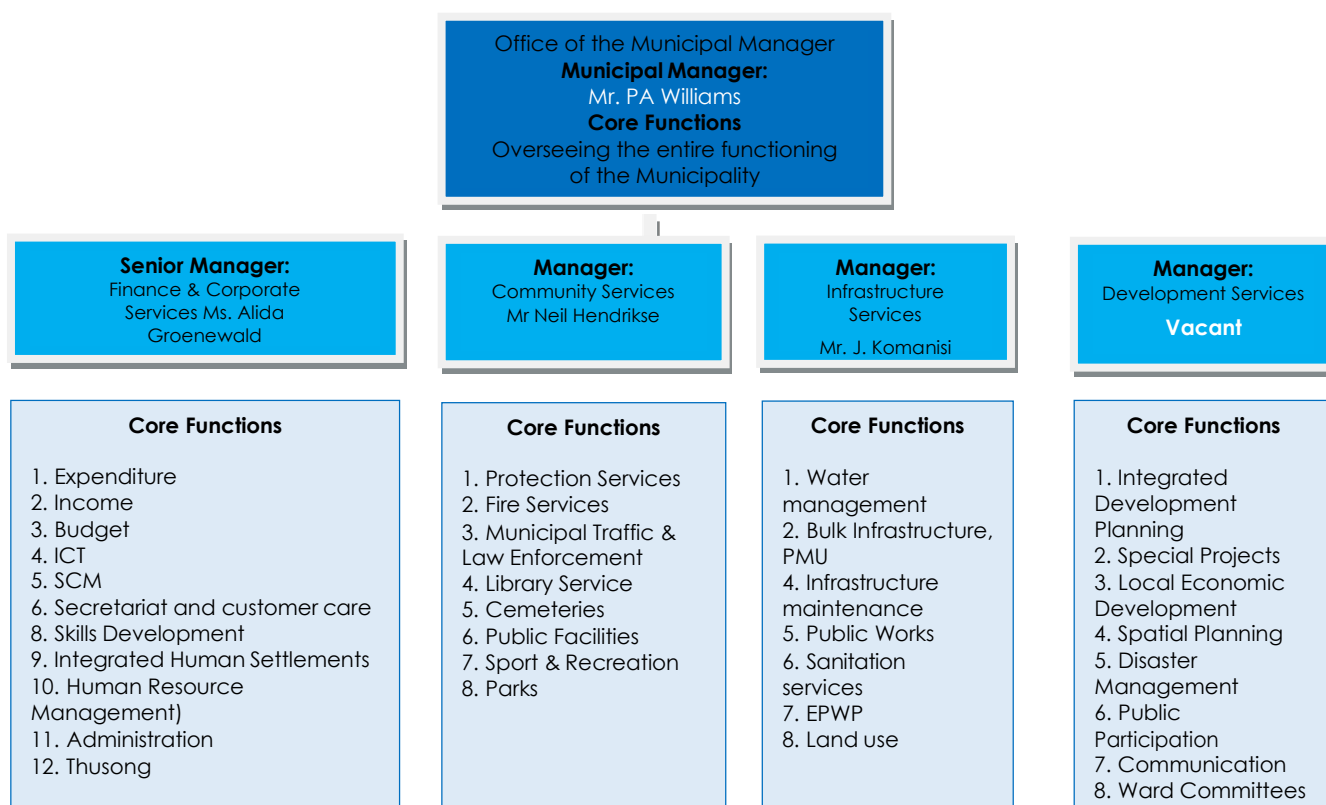 Office of the Municipal Manager
Municipal Manager:
Mr. PA Williams
Core Functions
Overseeing the entire functioning
of the Municipality
Senior Manager:
Finance & Corporate
Services Ms. Alida
Groenewald
Manager:
Community Services
Mr Neil Hendrikse
Manager:
Infrastructure
Services
Mr. J. Komanisi
Manager:
Development Services
Vacant
Core Functions
1. Expenditure
2. Income
3. Budget
4. ICT
5. SCM
6. Secretariat and customer care
8. Skills Development
9. Integrated Human Settlements
10. Human Resource
Management)
11. Administration
12. Thusong
Core Functions
1. Protection Services
2. Fire Services
3. Municipal Traffic &
Law Enforcement
4. Library Service
5. Cemeteries
6. Public Facilities
7. Sport & Recreation
8. Parks
Core Functions
1. Water
management
2. Bulk Infrastructure,
PMU
4. Infrastructure
maintenance
5. Public Works
6. Sanitation
services
7. EPWP
8. Land use
Core Functions
1. Integrated
Development
Planning
2. Special Projects
3. Local Economic
Development
4. Spatial Planning
5. Disaster
Management
6. Public
Participation
7. Communication
8. Ward Committees